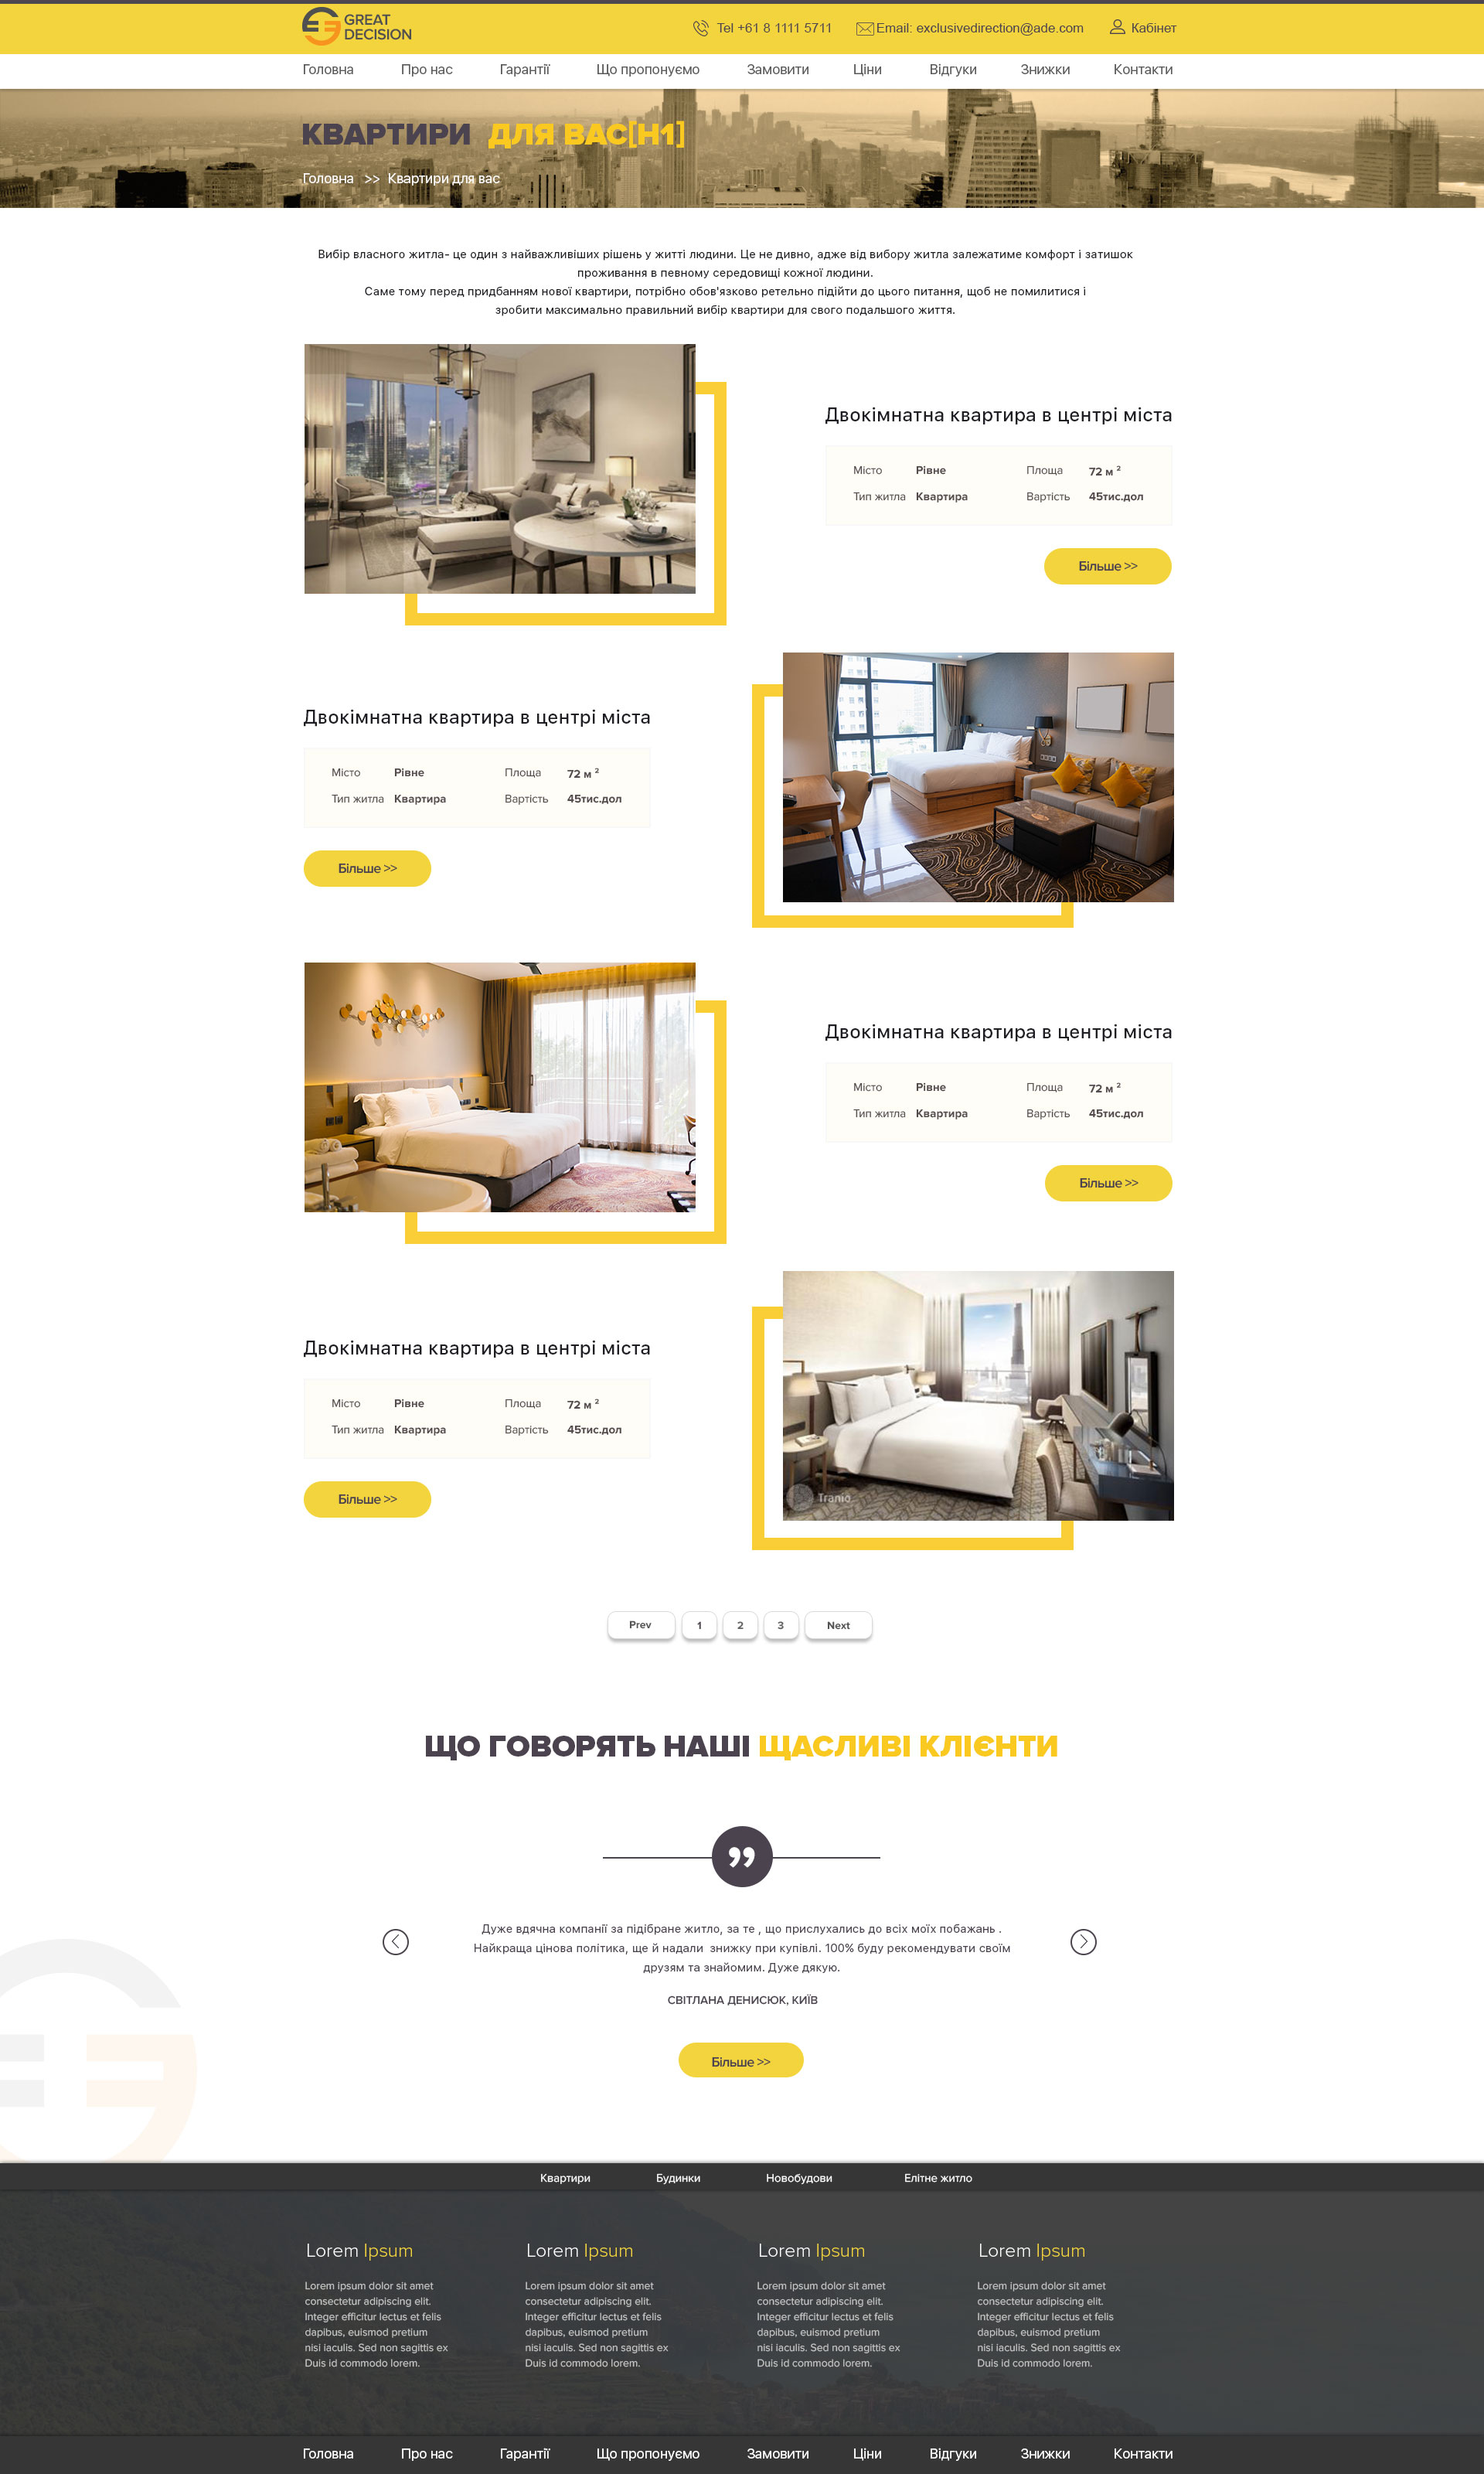 GREAT
DECISION
Tel +61 8 1111 5711
Email: exclusivedirection@ade.com
Кабінет
Головна Про нас Гарантії Що пропонуємо Замовити Ціни Відгуки Знижки Контакти
КВАРТИРИ ДЛЯ ВАС[H1]
Головна >> Квартири для вас
Вибір власного житла- це один з найважливіших рішень у житті людини. Це не дивно, адже від вибору житла залежатиме комфорт і затишок
проживання в певному середовищі кожної людини.
Саме тому перед придбанням нової квартири, потрібно обов'язково ретельно підійти до цього питання, щоб не помилитися і
зробити максимально правильний вибір квартири для свого подальшого життя.
Двокімнатна квартира в центрі міста
Місто Рівне Площа 72 м ²
Тип житла Квартира Вартість 45тис.дол
Більше >>
Двокімнатна квартира в центрі міста
Місто Рівне Площа 72 м ²
Тип житла Квартира Вартість 45тис.дол
Більше >>
Двокімнатна квартира в центрі міста
Місто Рівне Площа 72 м ²
Тип житла Квартира Вартість 45тис.дол
Більше >>
Двокімнатна квартира в центрі міста
Місто Рівне Площа 72 м ²
Тип житла Квартира Вартість 45тис.дол
Більше >>
Tranio
Prev 1 2 3 Next
ЩО ГОВОРЯТЬ НАШІ ЩАСЛИВІ КЛІЄНТИ
Дуже вдячна компанії за підібране житло, за те , що прислухались до всіх моїх побажань .
Найкраща цінова політика, ще й надали знижку при купівлі. 100% буду рекомендувати своїм
друзям та знайомим. Дуже дякую.
СВІТЛАНА ДЕНИСЮК, КИЇВ
Більше >>
Квартири Будинки Новобудови Елітне житло
Lorem Ipsum
Lorem ipsum dolor sit amet
consectetur adipiscing elit.
Integer efficitur lectus et felis
dapibus, euismod pretium
nisi iaculis. Sed non sagittis ex
Duis id commodo lorem.
Lorem Ipsum
Lorem ipsum dolor sit amet
consectetur adipiscing elit.
Integer efficitur lectus et felis
dapibus, euismod pretium
nisi iaculis. Sed non sagittis ex
Duis id commodo lorem.
Lorem Ipsum
Lorem ipsum dolor sit amet
consectetur adipiscing elit.
Integer efficitur lectus et felis
dapibus, euismod pretium
nisi iaculis. Sed non sagittis ex
Duis id commodo lorem.
Lorem Ipsum
Lorem ipsum dolor sit amet
consectetur adipiscing elit.
Integer efficitur lectus et felis
dapibus, euismod pretium
nisi iaculis. Sed non sagittis ex
Duis id commodo lorem.
Головна Про нас Гарантії Що пропонуємо Замовити Ціни Відгуки Знижки Контакти